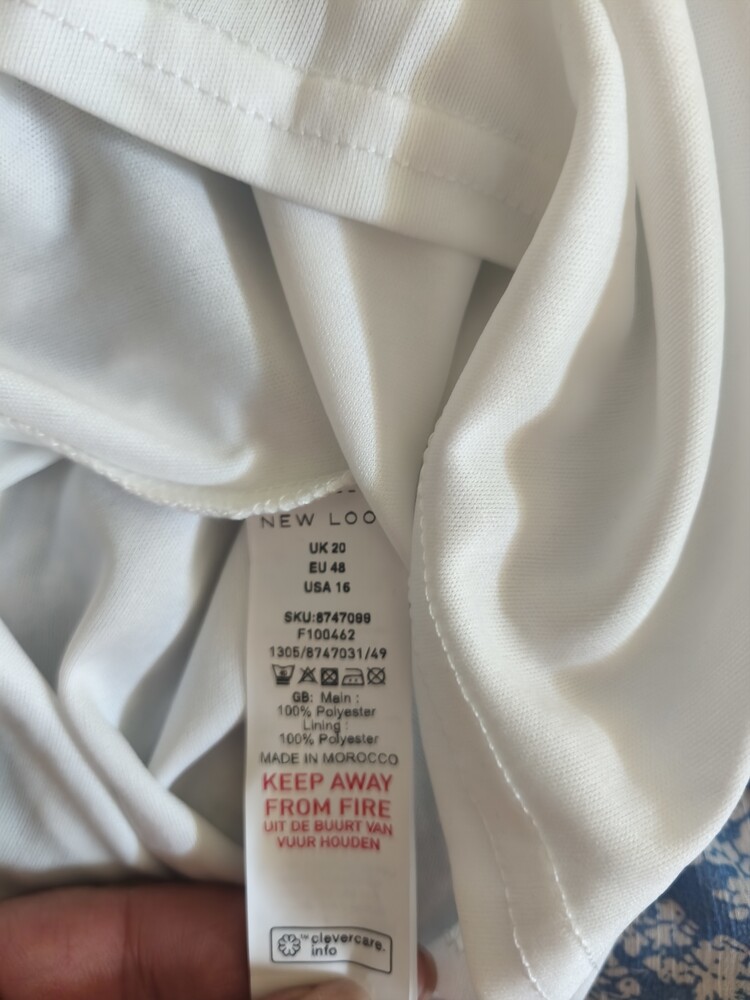 NEW LOO
UK 20
EU 48
USA 16
SKU:8747099
F100462
1305/8747031/49
GB: Main :
100% Polyester
Lining :
100% Polyester
MADE IN MOROCCO
KEEP AWAY
FROM FIRE
UIT DE BUURT VAN
VUUR HOUDEN
™ clevercare.
info